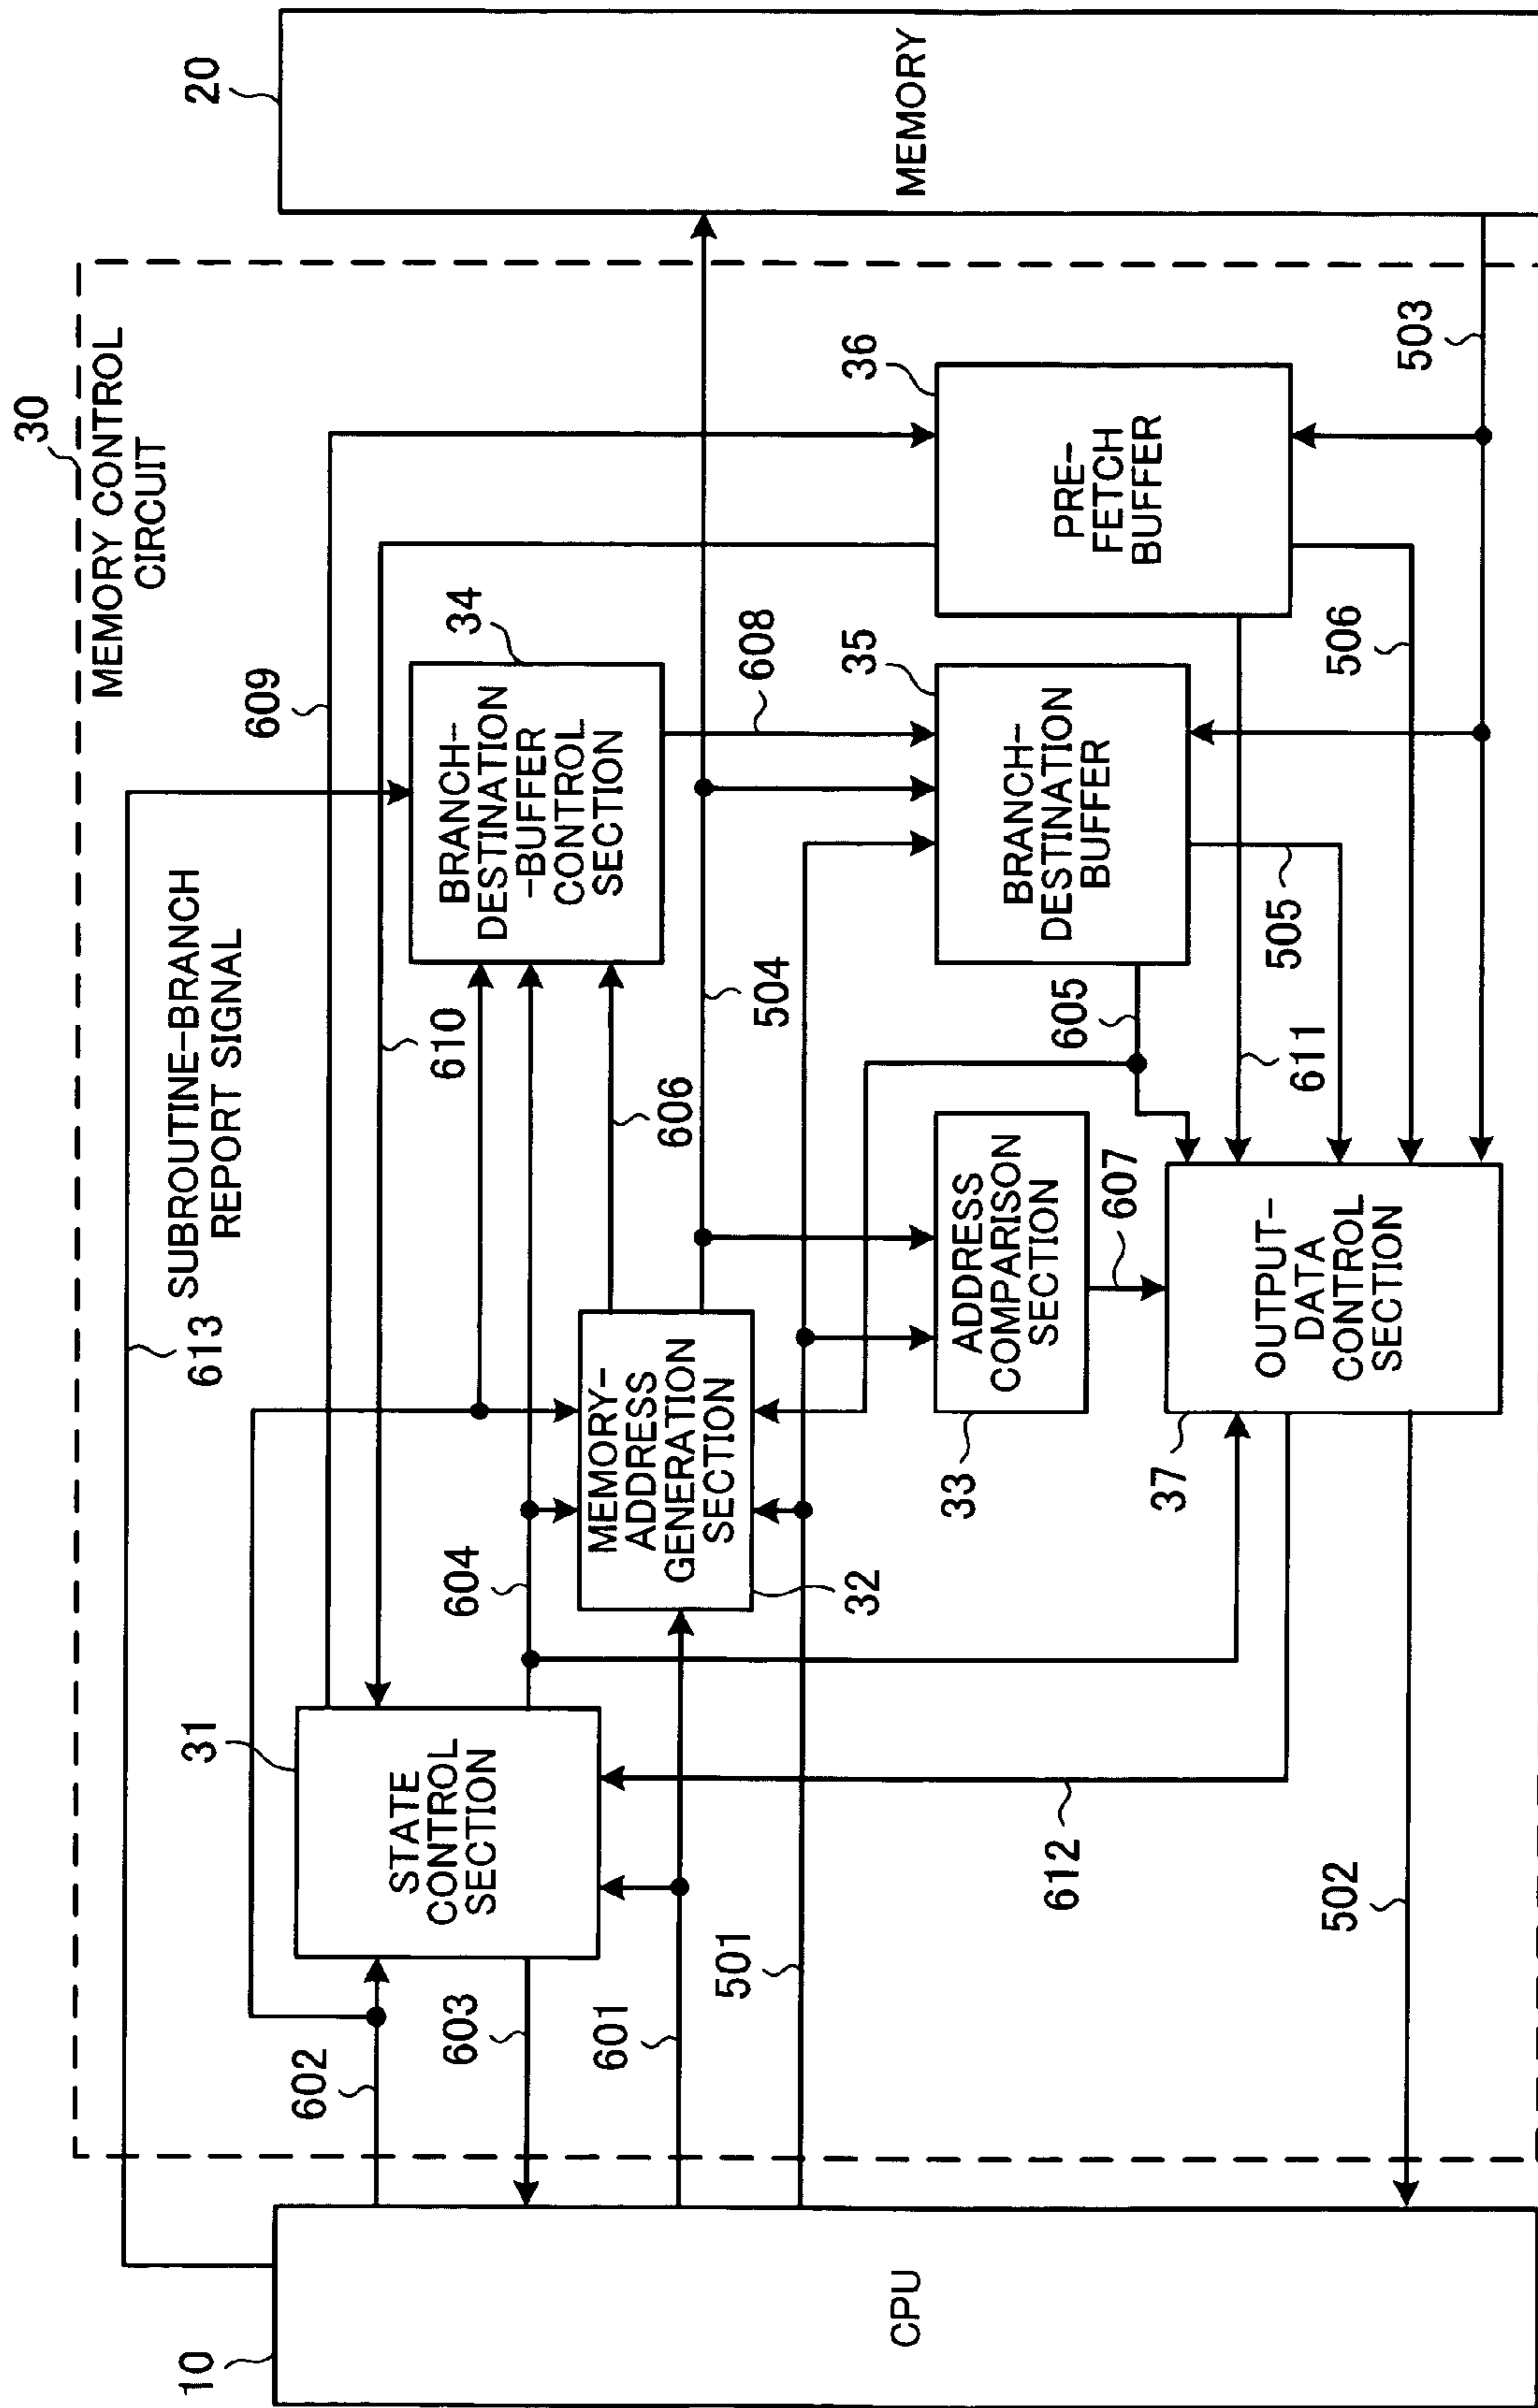 30
MEMORY CONTROL
CIRCUIT
20
MEMORY
10
CPU
613
SUBROUTINE-BRANCH
REPORT SIGNAL
609
610
602
603
601
501
502
31
STATE
CONTROL
SECTION
604
612
32
MEMORY-
ADDRESS
GENERATION
SECTION
606
504
34
BRANCH-
DESTINATION
-BUFFER
CONTROL
SECTION
608
33
ADDRESS
COMPARISON
SECTION
607
605
35
BRANCH-
DESTINATION
BUFFER
505
36
PRE-
FETCH
BUFFER
611
506
503
37
OUTPUT-
DATA
CONTROL
SECTION